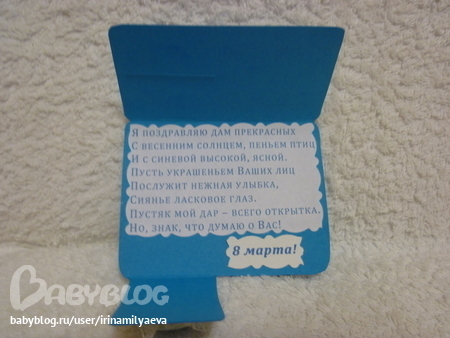 Я поздравляю дам прекрасных
С весенним солнцем, пеньем птиц
И с синевой высокой, ясной.
Пусть украшеньем Ваших лиц
Послужит нежная улыбка,
Сиянье ласковое глаз.
Пустяк мой дар – всего открытка.
Но, знак, что думаю о Вас!
8 марта!
BABYBLOG
babyblog.ru/user/irinamilyaeva